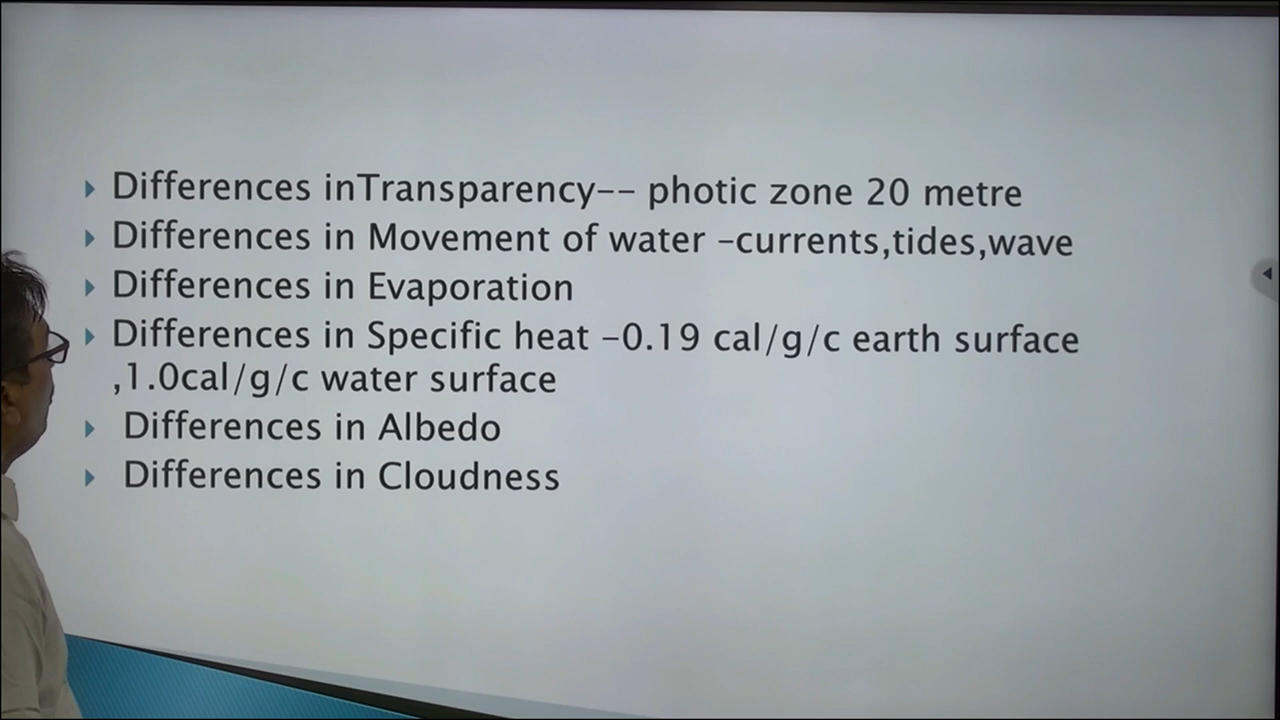 Differences inTransparency-- photic zone 20 metre
Differences in Movement of water -currents,tides,wave
Differences in Evaporation
Differences in Specific heat -0.19 cal/g/c earth surface
,1.0cal/g/c water surface
Differences in Albedo
Differences in Cloudness